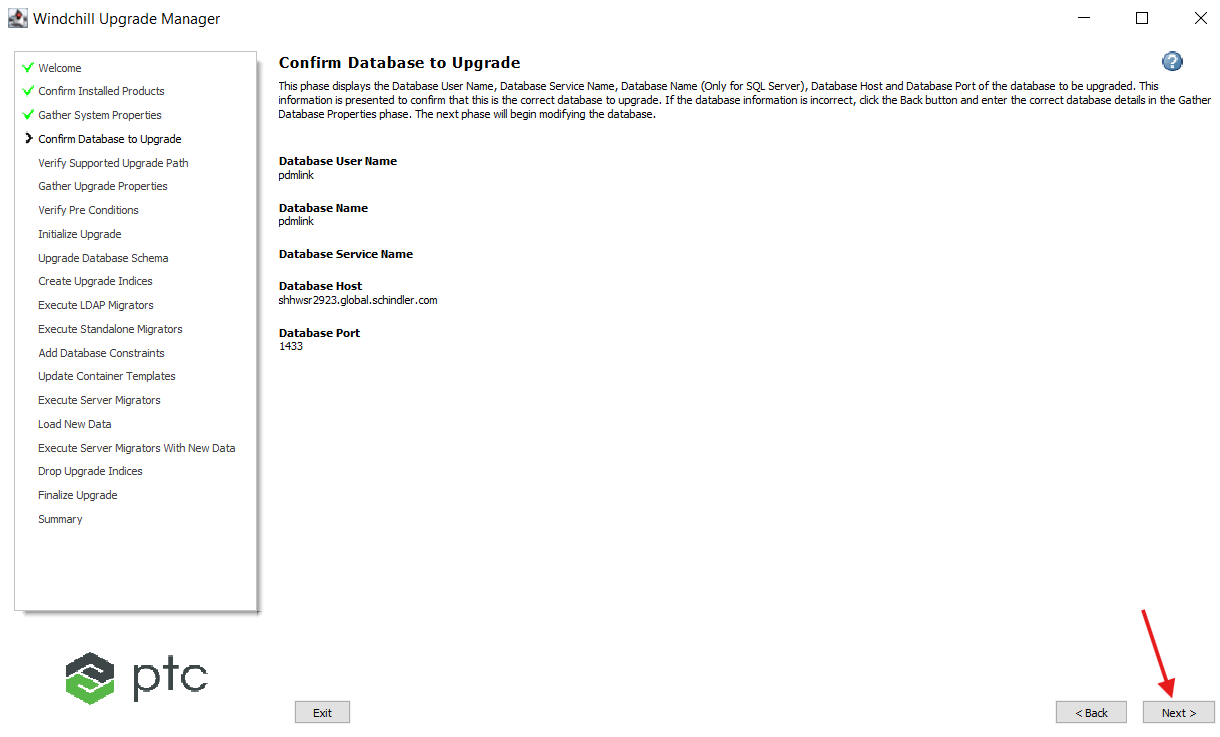 Windchill Upgrade Manager
Welcome
Confirm Installed Products
Gather System Properties
Confirm Database to Upgrade
Verify Supported Upgrade Path
Gather Upgrade Properties
Verify Pre Conditions
Initialize Upgrade
Upgrade Database Schema
Create Upgrade Indices
Execute LDAP Migrators
Execute Standalone Migrators
Add Database Constraints
Update Container Templates
Execute Server Migrators
Load New Data
Execute Server Migrators With New Data
Drop Upgrade Indices
Finalize Upgrade
Summary
ptc
Confirm Database to Upgrade
?
This phase displays the Database User Name, Database Service Name, Database Name (Only for SQL Server), Database Host and Database Port of the database to be upgraded. This
information is presented to confirm that this is the correct database to upgrade. If the database information is incorrect, click the Back button and enter the correct database details in the Gather
Database Properties phase. The next phase will begin modifying the database.
Database User Name
pdmlink
Database Name
pdmlink
Database Service Name
Database Host
shhwsr2923.global.schindler.com
Database Port
1433
Exit
< Back
Next >